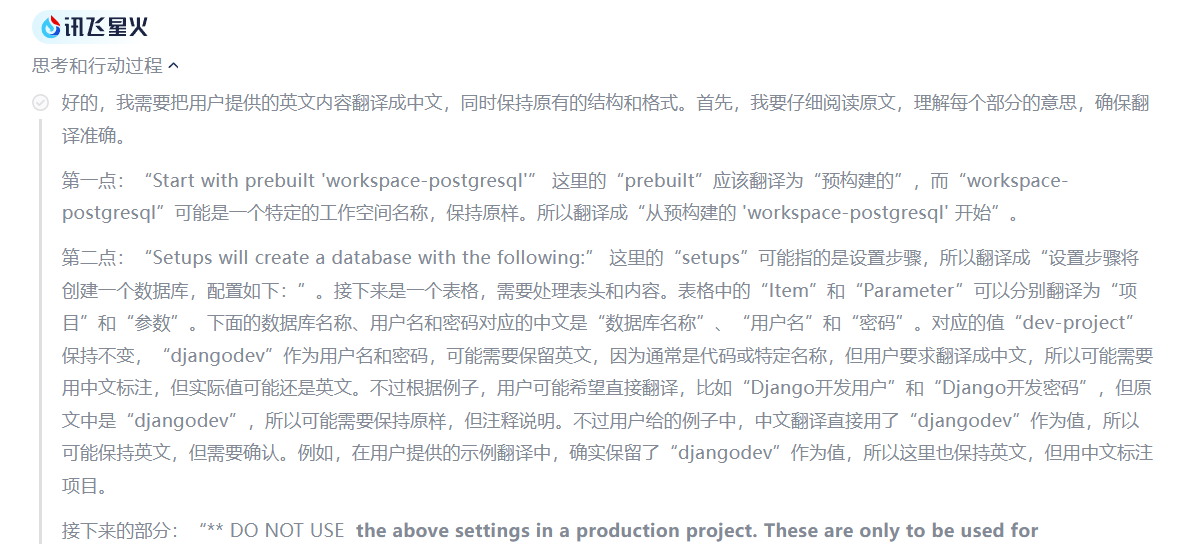 讯飞星火
思考和行动过程
好的，我需要把用户提供的英文内容翻译成中文，同时保持原有的结构和格式。首先，我要仔细阅读原文，理解每个部分的意思，确保翻
译准确。
第一点：“Start with prebuilt 'workspace-postgresql'” 这里的“prebuilt”应该翻译为“预构建的”，而“workspace-
postgresql”可能是一个特定的工作空间名称，保持原样。所以翻译成“从预构建的 'workspace-postgresql' 开始”。
第二点：“Setups will create a database with the following:” 这里的“setups”可能指的是设置步骤，所以翻译成“设置步骤将
创建一个数据库，配置如下：”。接下来是一个表格，需要处理表头和内容。表格中的“Item”和“Parameter”可以分别翻译为“项
目”和“参数”。下面的数据库名称、用户名和密码对应的中文是“数据库名称”、“用户名”和“密码”。对应的值“dev-project”
保持不变，“djangodev”作为用户名和密码，可能需要保留英文，因为通常是代码或特定名称，但用户要求翻译成中文，所以可能需要
用中文标注，但实际值可能还是英文。不过根据例子，用户可能希望直接翻译，比如“Django开发用户”和“Django开发密码”，但原
文中是“djangodev”，所以可能需要保持原样，但注释说明。不过用户给的例子中，中文翻译直接用了“djangodev”作为值，所以
可能保持英文，但需要确认。例如，在用户提供的示例翻译中，确实保留了“djangodev”作为值，所以这里也保持英文，但用中文标注
项目。
接下来的部分：“** DO NOT USE the above settings in a production project. These are only to be used for